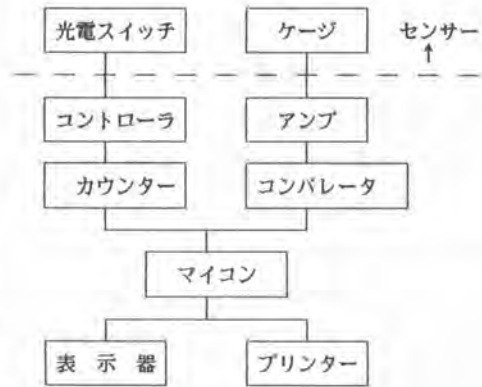 光電スイッチ
ケージ
センサー
↑
コントローラ
アンプ
カウンター
コンパレータ
マイコン
表 示 器
プリンター